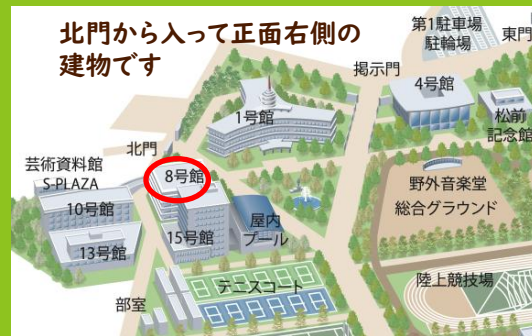 北門から入って正面右側の
建物です
第1駐車場
駐輪場
東門
掲示門
1号館
4号館
松前
記念館
北門
芸術資料館
S-PLAZA
8号館
10号館
野外音楽堂
総合グラウンド
屋内
プール
15号館
13号館
テニスコート
陸上競技場
部室